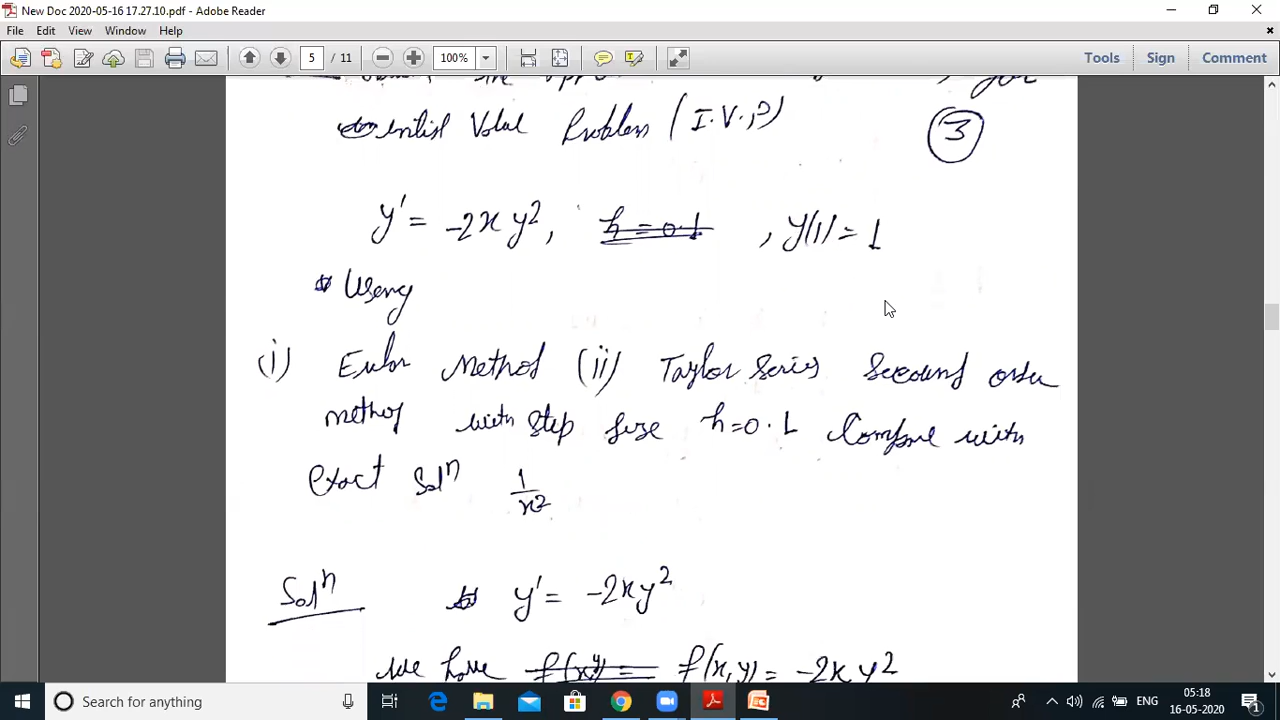 New Doc 2020-05-16 17.27.10.pdf - Adobe Reader
File Edit View Window Help
5 / 11 100% Tools Sign Comment
for
Initial Value Problem (I.V.P)
3
y' = -2xy², h = 0.1 , y(1) = 1
Using
(i) Euler Method (ii) Taylor Series Second order
method with step size h=0.1 Compare with
Exact Solⁿ 1/x²
Solⁿ y' = -2xy²
we have f(x,y) = f(x,y) = -2xy²
Search for anything
ENG
05:18
16-05-2020
1